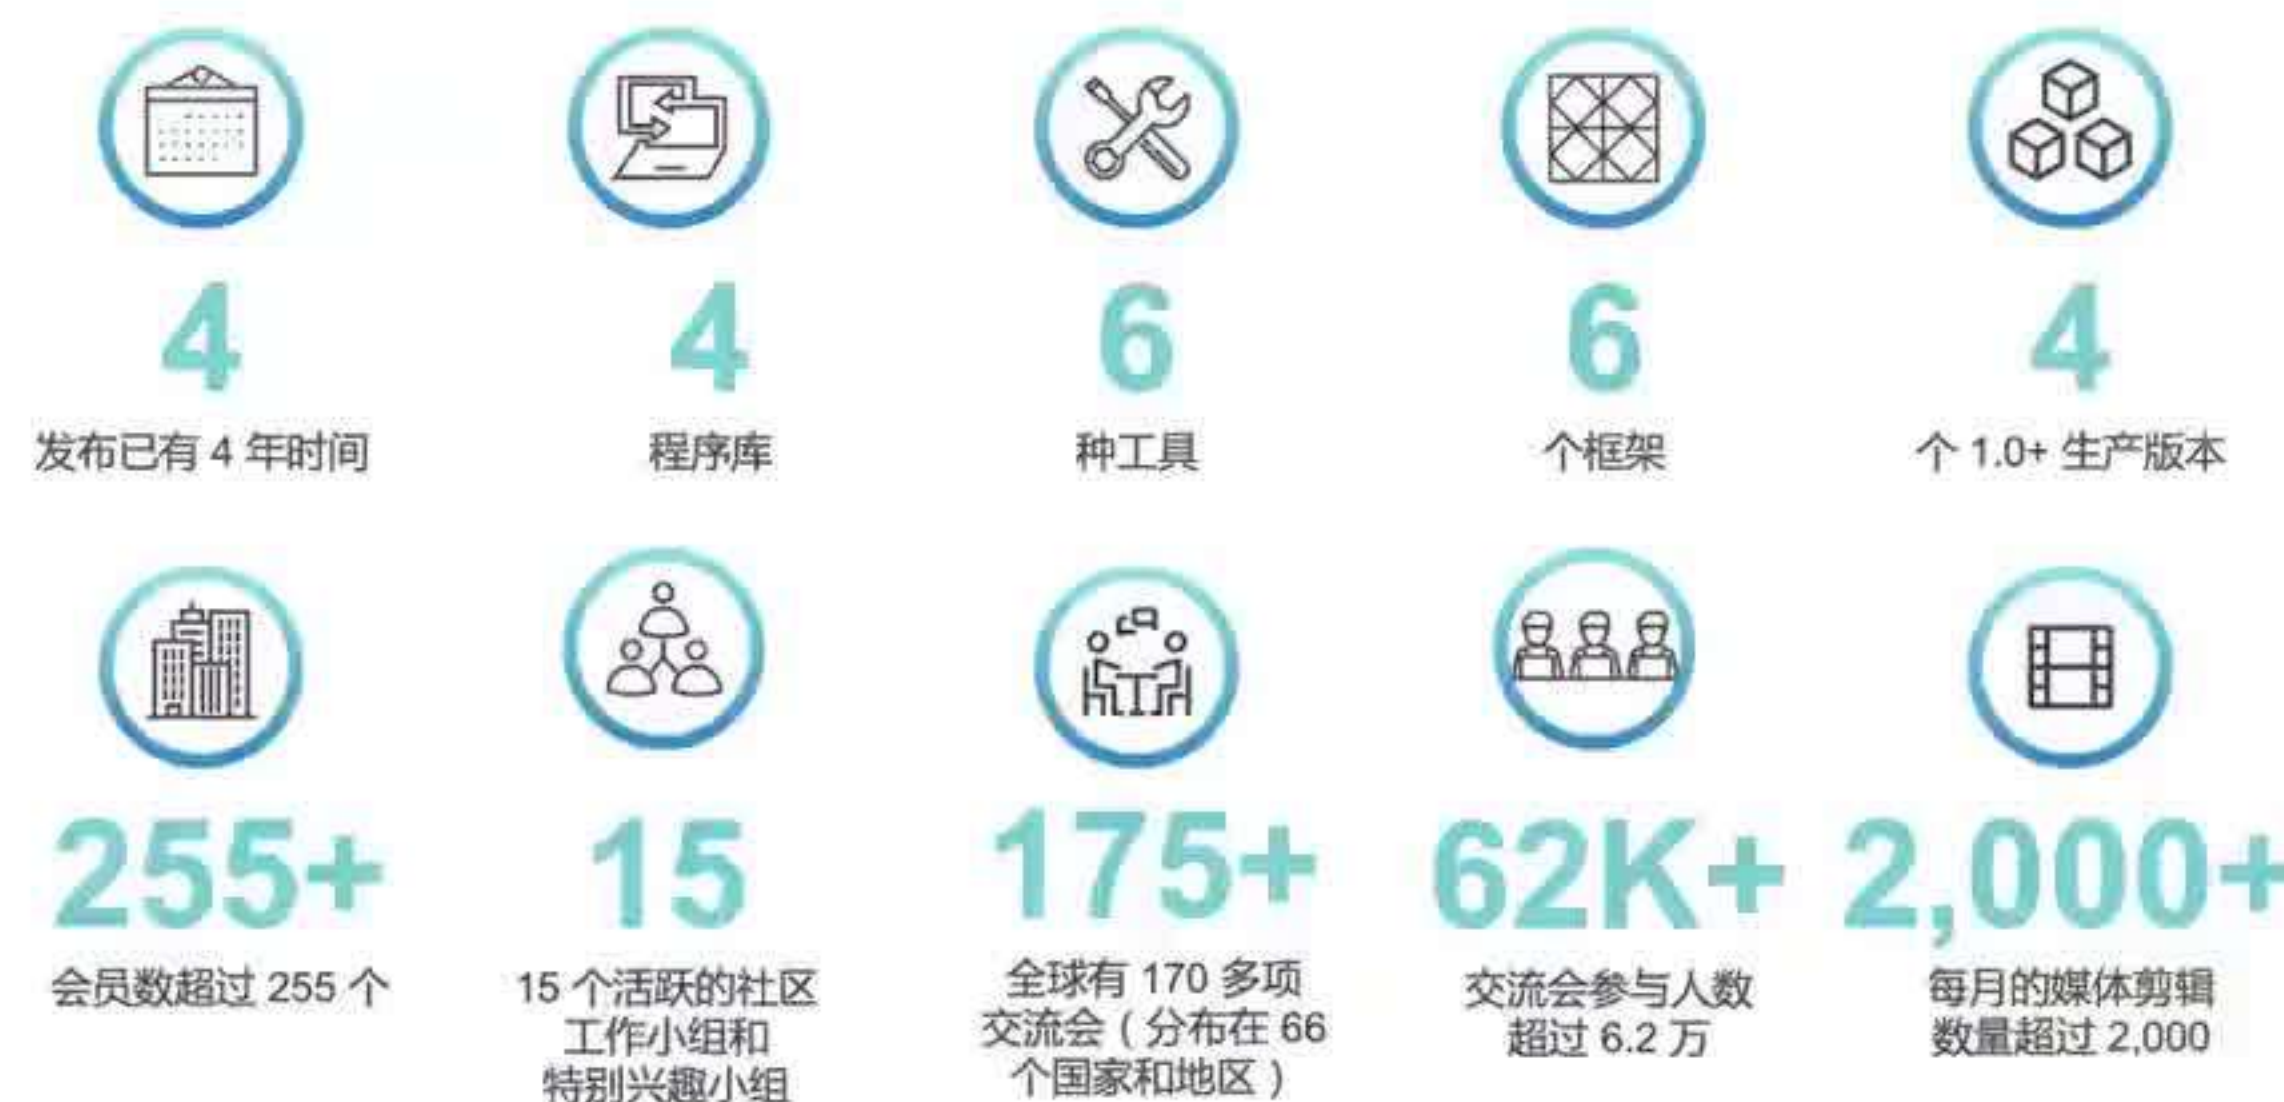 4
4
6
6
4
发布已有 4 年时间
程序库
种工具
个框架
个 1.0+ 生产版本
255+
15
175+
62K+
2,000+
会员数超过 255 个
15 个活跃的社区
工作小组和
特别兴趣小组
全球有 170 多项
交流会（分布在 66
个国家和地区）
交流会参与人数
超过 6.2 万
每月的媒体剪辑
数量超过 2,000